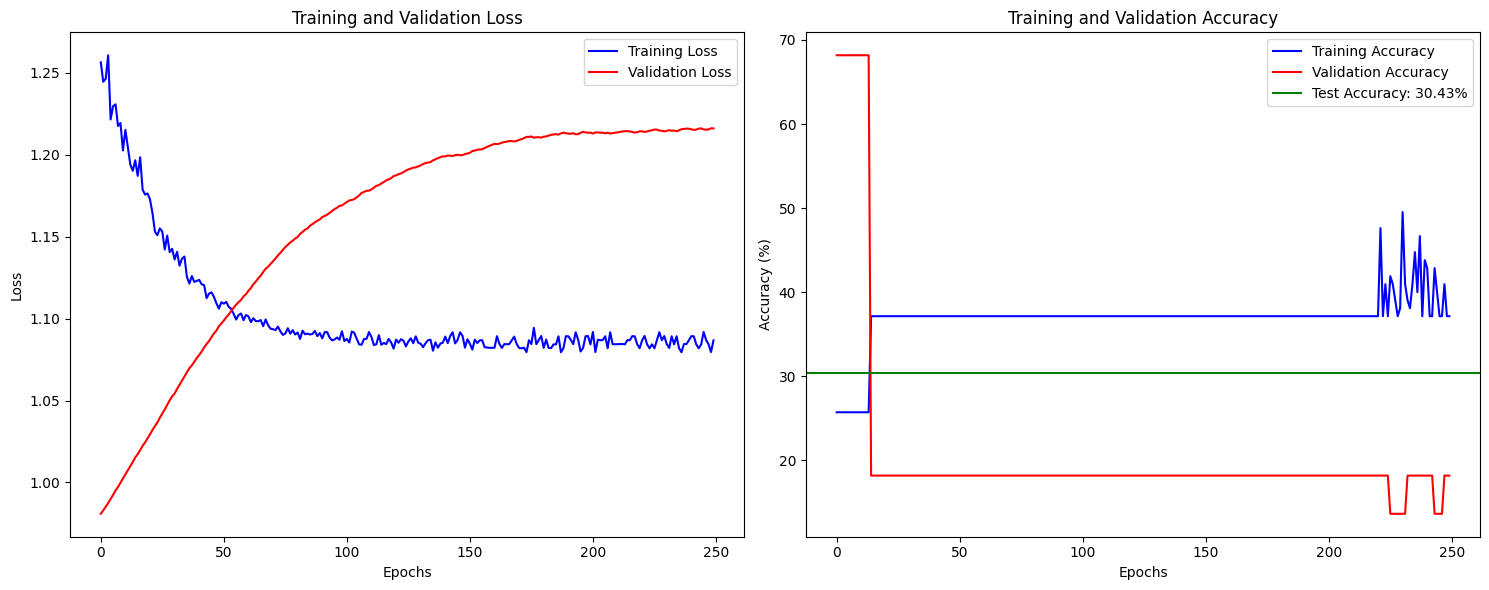 Training and Validation Loss
Training Loss
Validation Loss
1.25
1.20
1.15
1.10
1.05
1.00
Loss
0
50
100
150
200
250
Epochs
Training and Validation Accuracy
Training Accuracy
Validation Accuracy
Test Accuracy: 30.43%
70
60
50
40
30
20
Accuracy (%)
0
50
100
150
200
250
Epochs